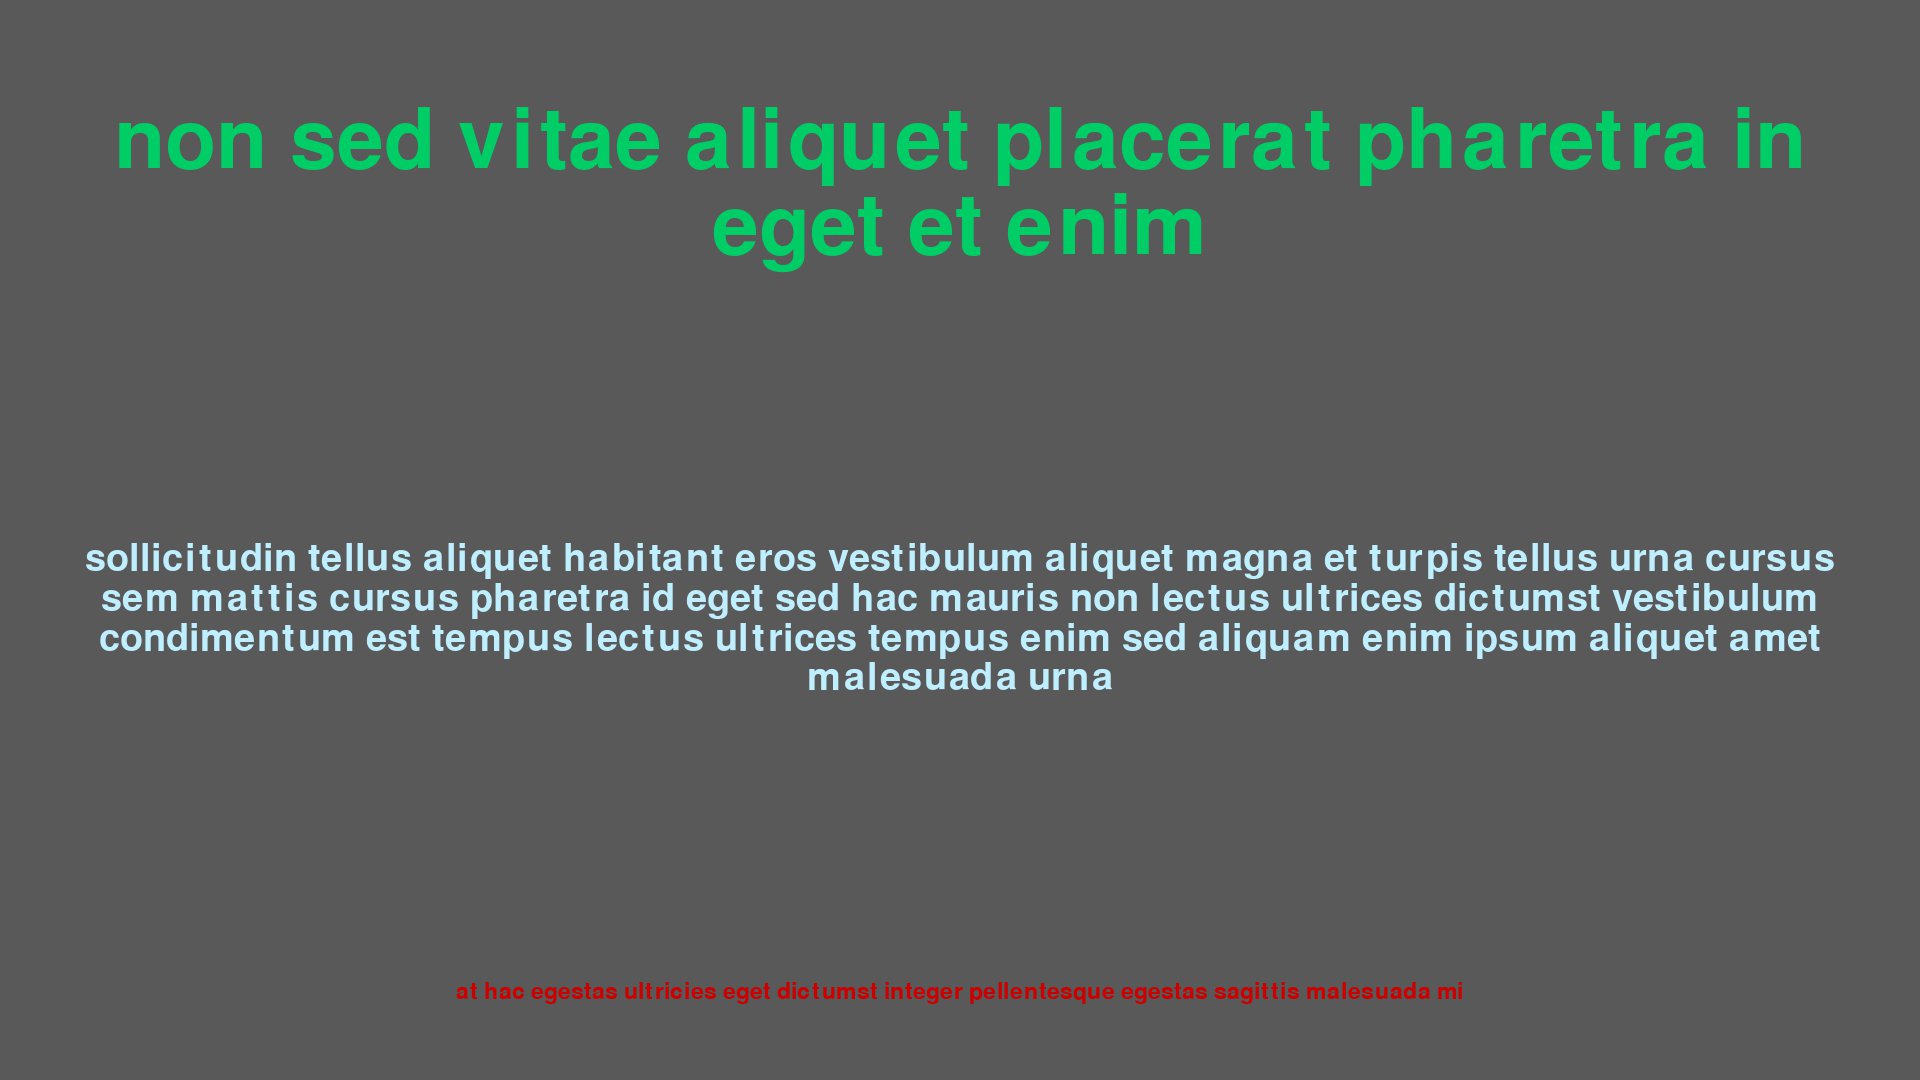 non sed vitae aliquet placerat pharetra in
eget et enim
sollicitudin tellus aliquet habitant eros vestibulum aliquet magna et turpis tellus urna cursus
sem mattis cursus pharetra id eget sed hac mauris non lectus ultrices dictumst vestibulum
condimentum est tempus lectus ultrices tempus enim sed aliquam enim ipsum aliquet amet
malesuada urna
at hac egestas ultricies eget dictumst integer pellentesque egestas sagittis malesuada mi